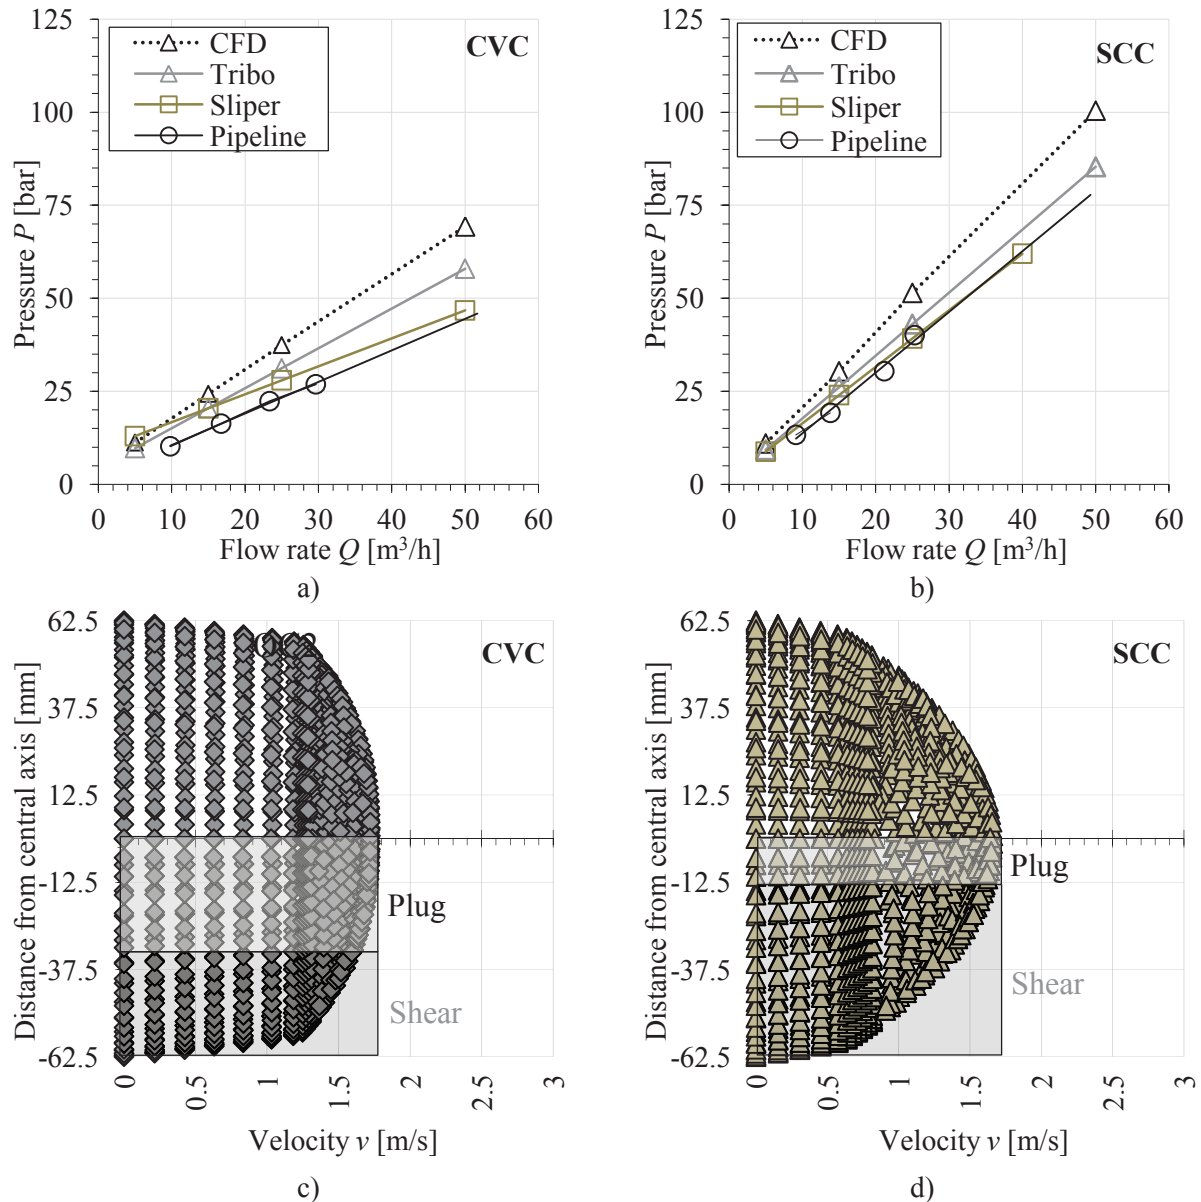 125
100
75
50
25
0
Pressure P [bar]
CFD
Tribo
Sliper
Pipeline
CVC
0 10 20 30 40 50 60
Flow rate Q [m³/h]
a)
125
100
75
50
25
0
Pressure P [bar]
CFD
Tribo
Sliper
Pipeline
SCC
0 10 20 30 40 50 60
Flow rate Q [m³/h]
b)
62.5
37.5
12.5
-12.5
-37.5
-62.5
Distance from central axis [mm]
CVC
Plug
Shear
0 0.5 1 1.5 2 2.5 3
Velocity v [m/s]
c)
62.5
37.5
12.5
-12.5
-37.5
-62.5
Distance from central axis [mm]
SCC
Plug
Shear
0 0.5 1 1.5 2 2.5 3
Velocity v [m/s]
d)